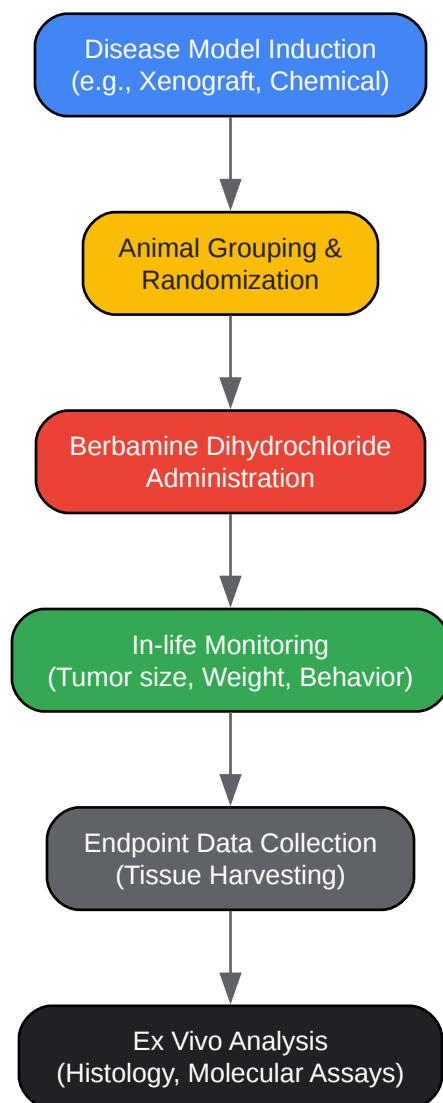 Disease Model Induction
(e.g., Xenograft, Chemical)
Animal Grouping &
Randomization
Berbamine Dihydrochloride
Administration
In-life Monitoring
(Tumor size, Weight, Behavior)
Endpoint Data Collection
(Tissue Harvesting)
Ex Vivo Analysis
(Histology, Molecular Assays)